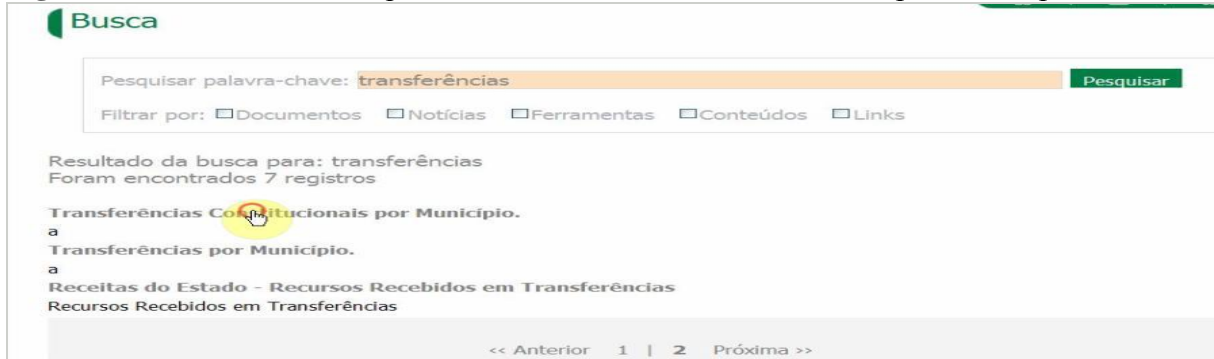 Busca
Pesquisar palavra-chave: transferências Pesquisar
Filtrar por: Documentos Notícias Ferramentas Conteúdos Links
Resultado da busca para: transferências
Foram encontrados 7 registros
Transferências Constitucionais por Município.
a
Transferências por Município.
a
Receitas do Estado - Recursos Recebidos em Transferências
Recursos Recebidos em Transferências
<< Anterior 1 | 2 Próxima >>